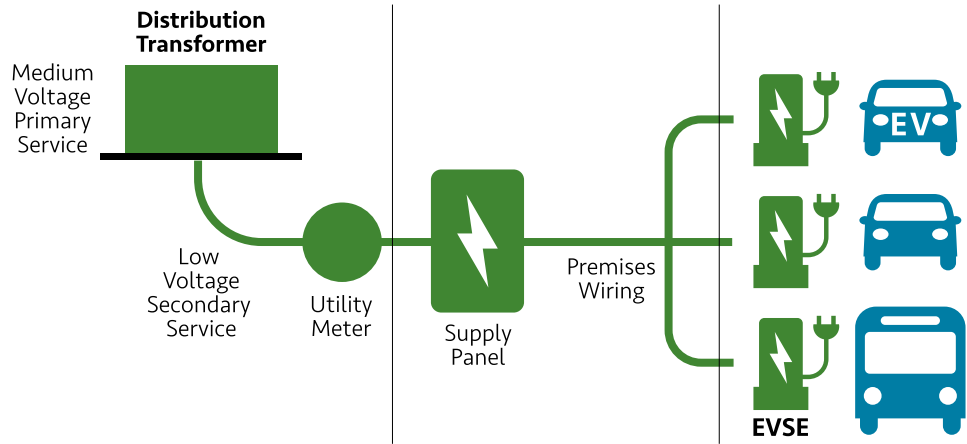 Distribution
Transformer
Medium
Voltage
Primary
Service
Low
Voltage
Secondary
Service
Utility
Meter
Supply
Panel
Premises
Wiring
EV
EVSE